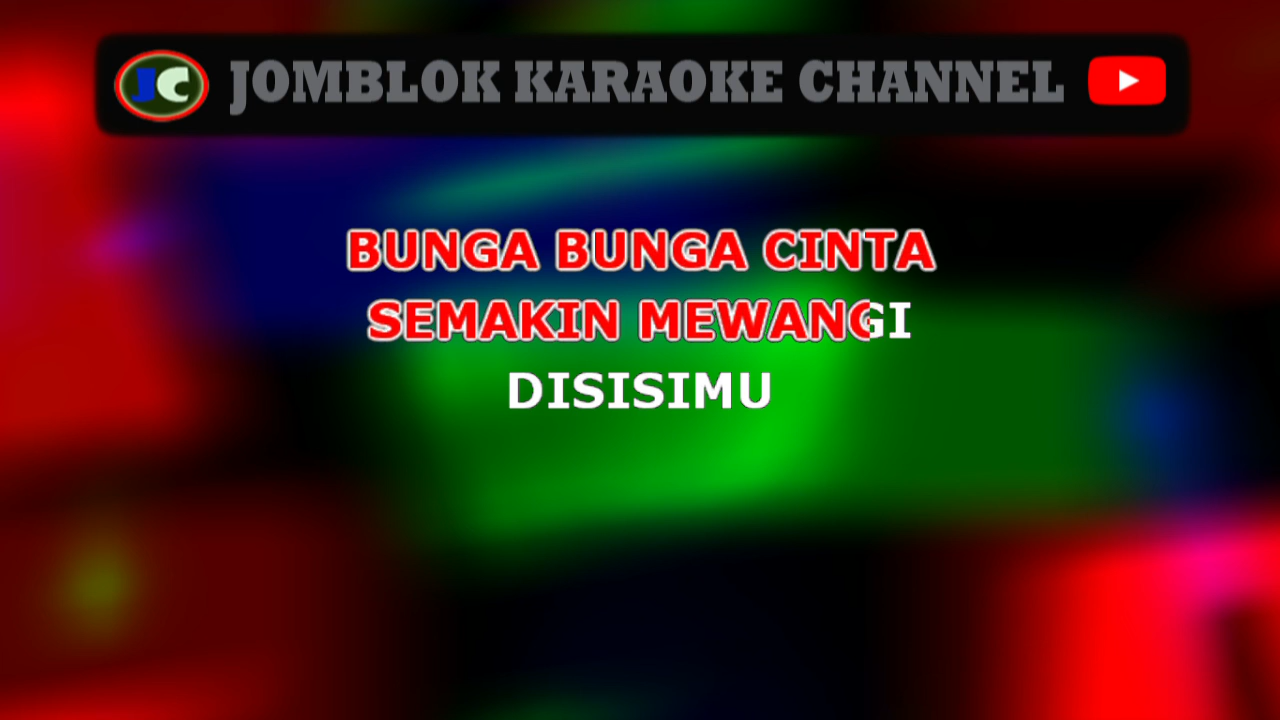 JC JOMBLOK KARAOKE CHANNEL
BUNGA BUNGA CINTA
SEMAKIN MEWANGI
DISISIMU